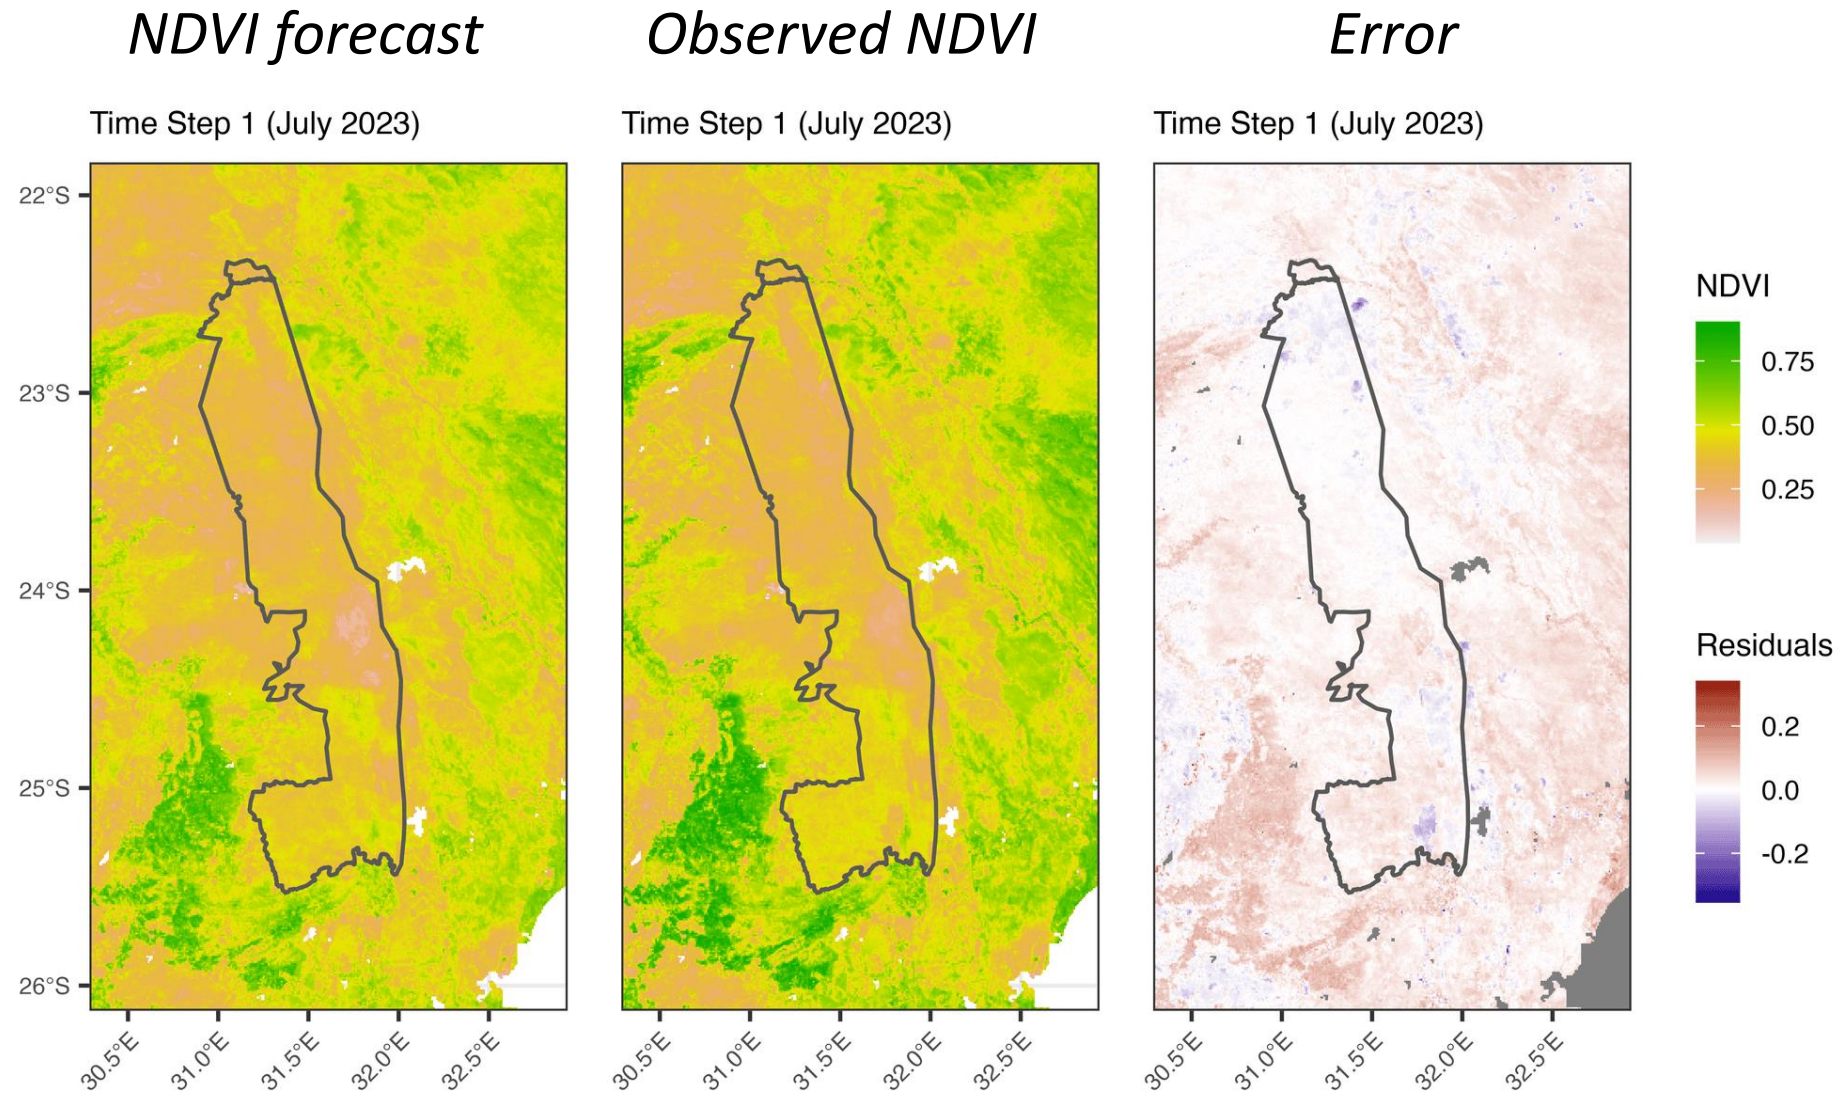 NDVI forecast
Observed NDVI
Error
Time Step 1 (July 2023)
Time Step 1 (July 2023)
Time Step 1 (July 2023)
22°S
23°S
24°S
25°S
26°S
30.5°E
31.0°E
31.5°E
32.0°E
32.5°E
30.5°E
31.0°E
31.5°E
32.0°E
32.5°E
30.5°E
31.0°E
31.5°E
32.0°E
32.5°E
NDVI
0.75
0.50
0.25
Residuals
0.2
0.0
-0.2